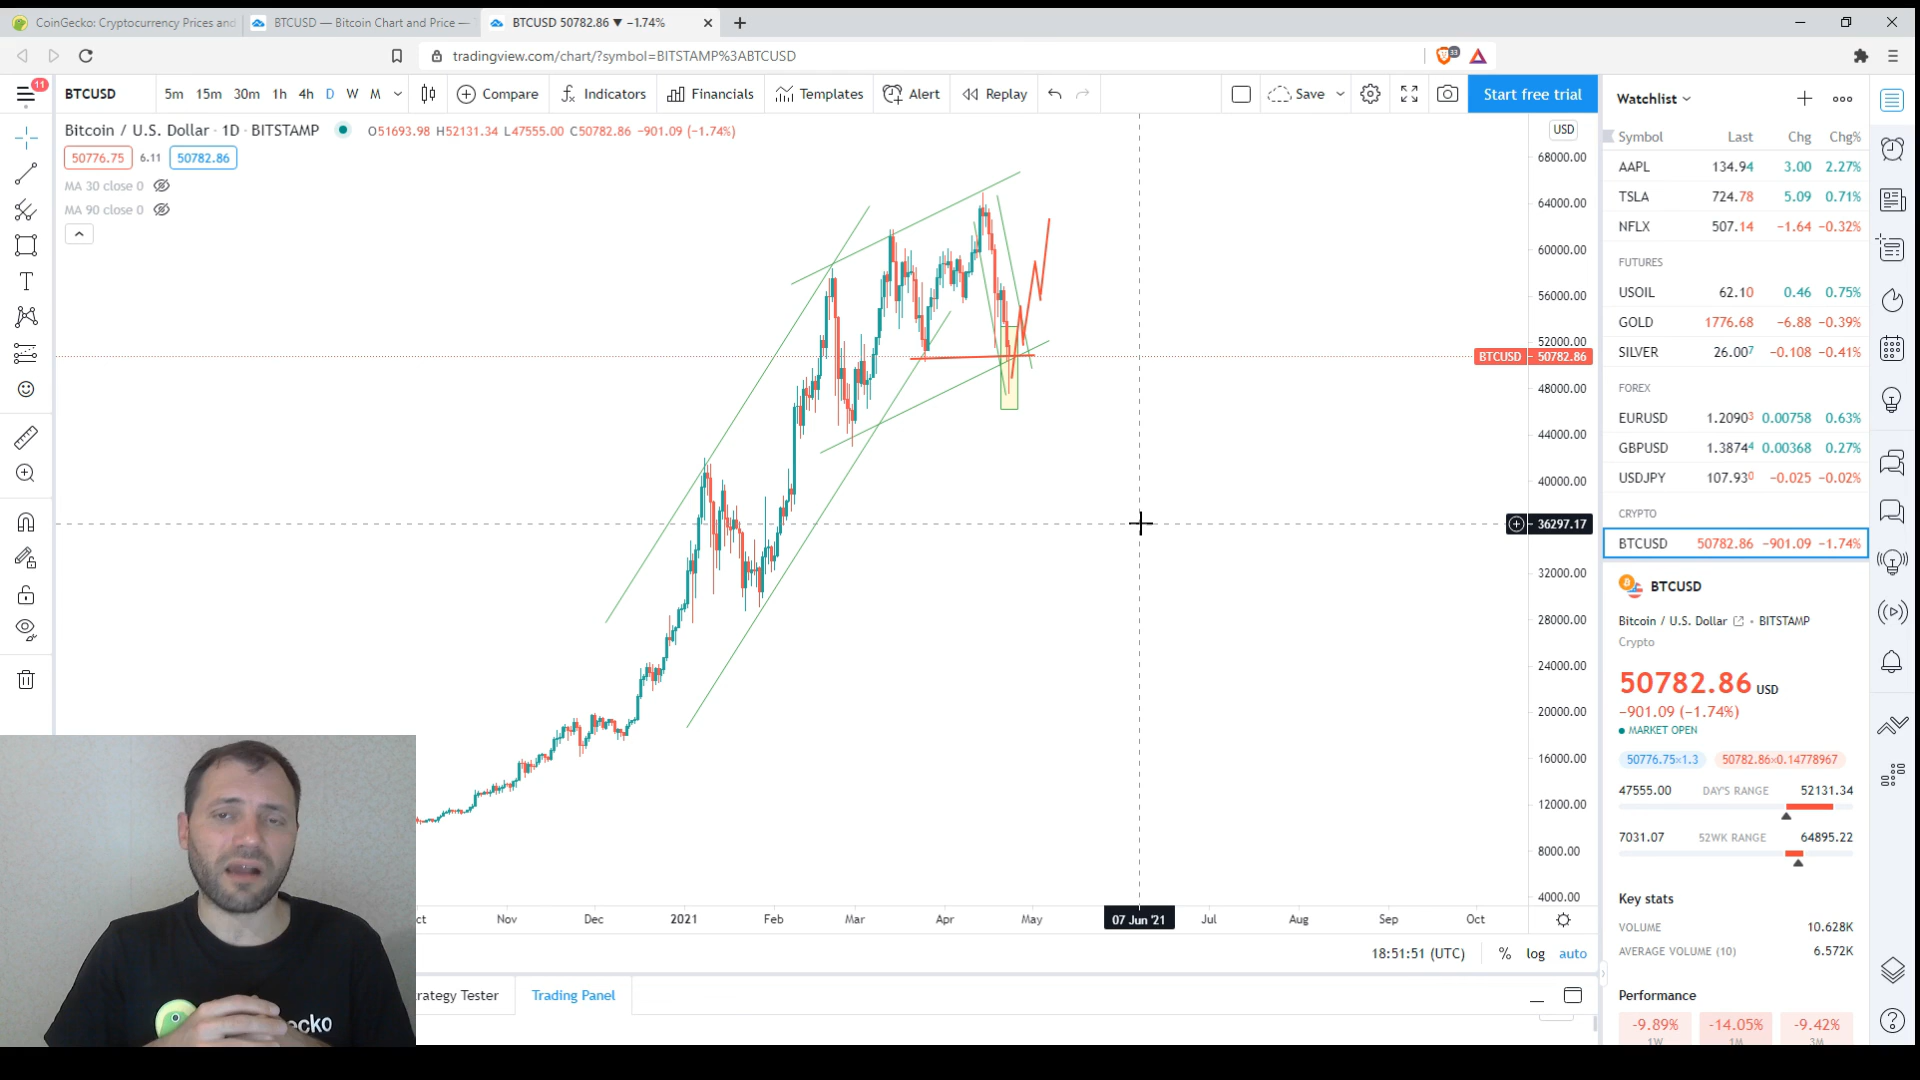 CoinGecko: Cryptocurrency Prices and
BTCUSD — Bitcoin Chart and Price —
BTCUSD 50782.86 ▼ −1.74%
tradingview.com/chart/?symbol=BITSTAMP%3ABTCUSD
33
11
BTCUSD 5m 15m 30m 1h 4h D W M Compare Indicators Financials Templates Alert Replay Save Start free trial
Bitcoin / U.S. Dollar · 1D · BITSTAMP O51693.98 H52131.34 L47555.00 C50782.86 −901.09 (−1.74%)
50776.75 6.11 50782.86
MA 30 close 0
MA 90 close 0
USD
68000.00
64000.00
60000.00
56000.00
52000.00
BTCUSD 50782.86
48000.00
44000.00
40000.00
36297.17
32000.00
28000.00
24000.00
20000.00
16000.00
12000.00
8000.00
4000.00
Nov Dec 2021 Feb Mar Apr May 07 Jun '21 Jul Aug Sep Oct
18:51:51 (UTC) % log auto
Trading Panel
Tester
Watchlist
Symbol Last Chg Chg%
AAPL 134.94 3.00 2.27%
TSLA 724.78 5.09 0.71%
NFLX 507.14 −1.64 −0.32%
FUTURES
USOIL 62.10 0.46 0.75%
GOLD 1776.68 −6.88 −0.39%
SILVER 26.007 −0.108 −0.41%
FOREX
EURUSD 1.20903 0.00758 0.63%
GBPUSD 1.38744 0.00368 0.27%
USDJPY 107.930 −0.025 −0.02%
CRYPTO
BTCUSD 50782.86 −901.09 −1.74%
BTCUSD
Bitcoin / U.S. Dollar • BITSTAMP
Crypto
50782.86 USD
−901.09 (−1.74%)
MARKET OPEN
50776.75×1.3 50782.86×0.14778967
47555.00 DAY'S RANGE 52131.34
7031.07 52WK RANGE 64895.22
Key stats
VOLUME 10.628K
AVERAGE VOLUME (10) 6.572K
Performance
-9.89% -14.05% -9.42%
1W 1M 3M